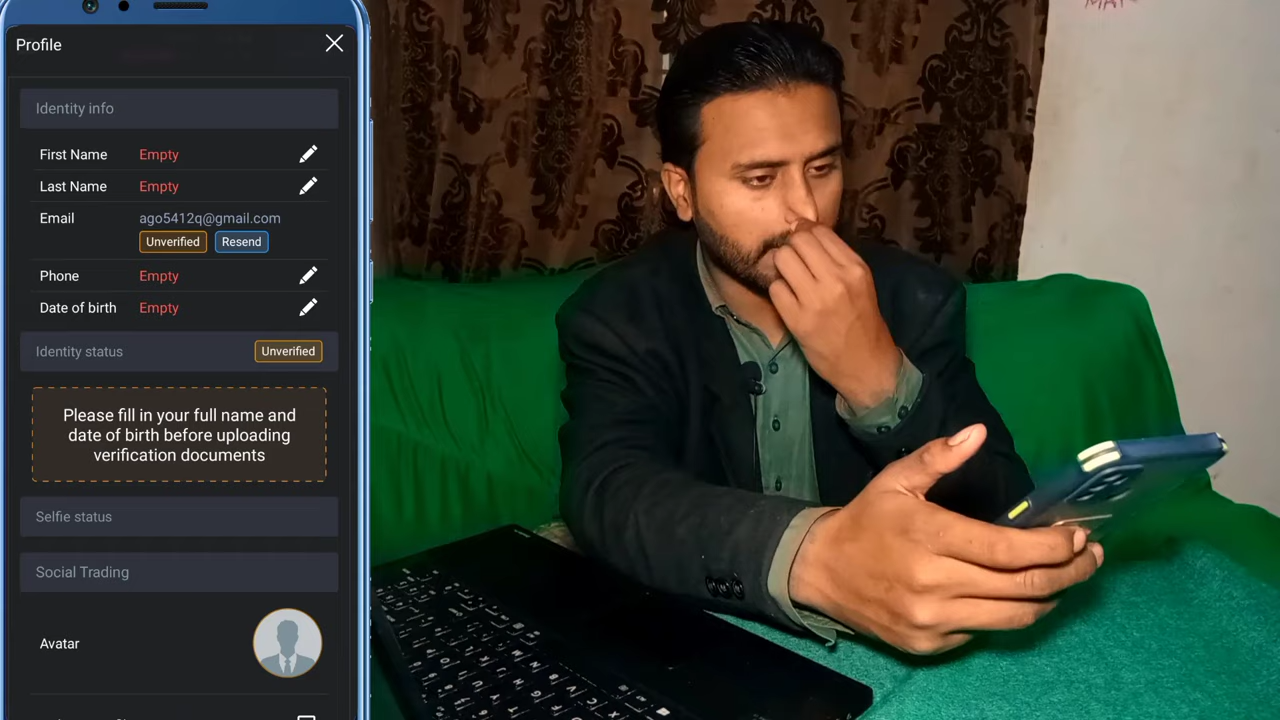 Profile
Identity info
First Name Empty
Last Name Empty
Email ago5412q@gmail.com
Unverified Resend
Phone Empty
Date of birth Empty
Identity status Unverified
Please fill in your full name and
date of birth before uploading
verification documents
Selfie status
Social Trading
Avatar